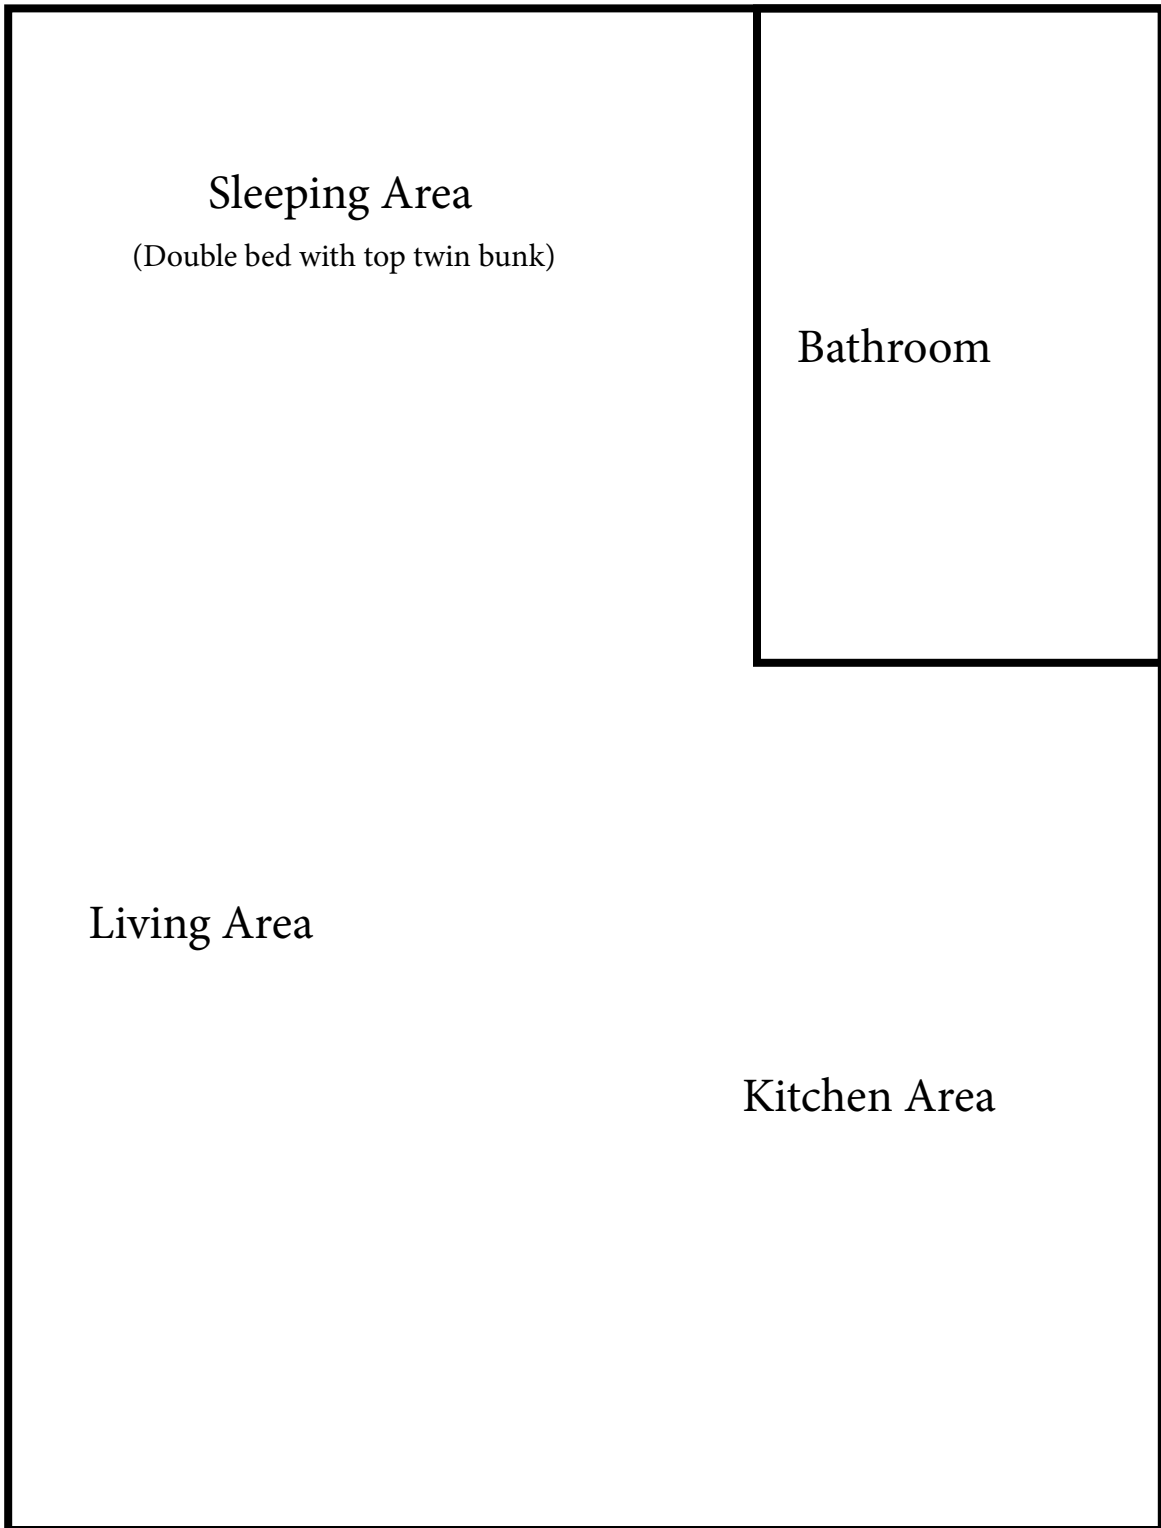 Sleeping Area
(Double bed with top twin bunk)
Bathroom
Living Area
Kitchen Area